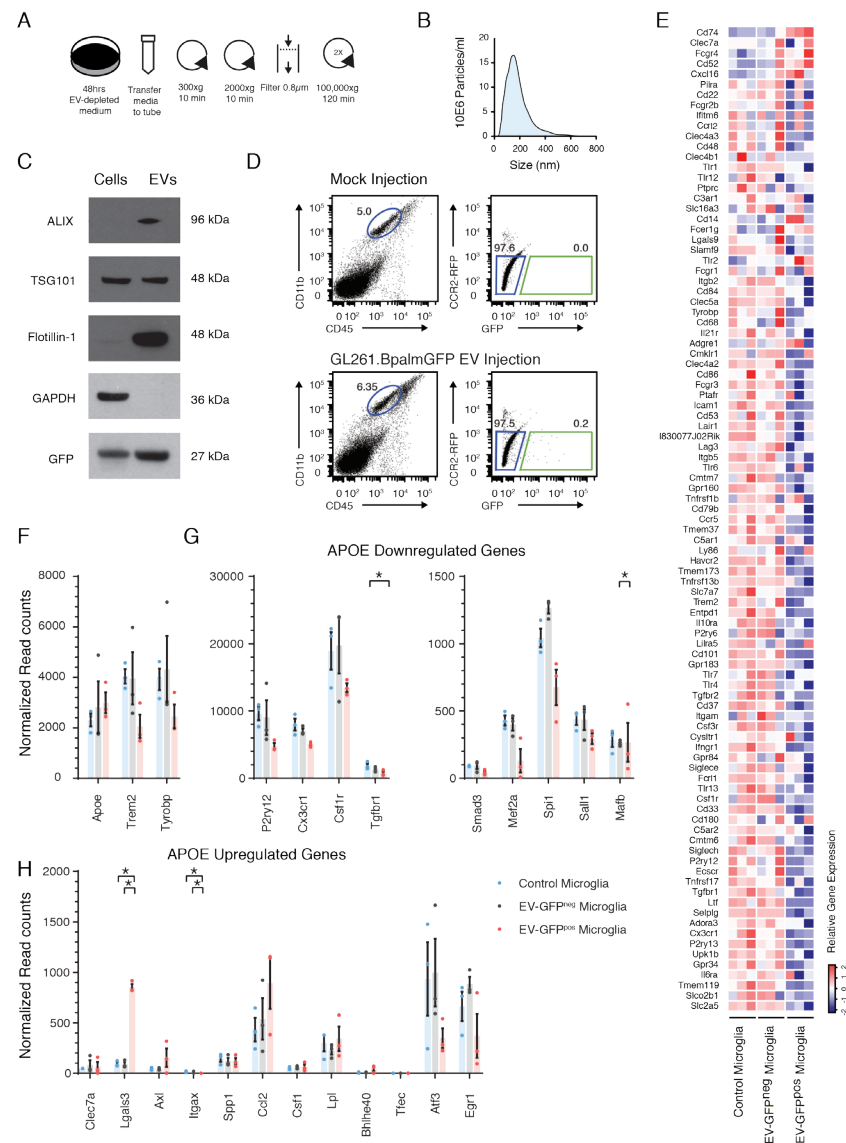 A
48hrs
EV-depleted
medium
Transfer
media
to tube
300xg
10 min
2000xg
10 min
Filter 0.8µm
2X
100,000xg
120 min
B
10E6 Particles/ml
20
15
10
5
0
0 200 400 600 800
Size (nm)
C
Cells EVs
ALIX 96 kDa
TSG101 48 kDa
Flotillin-1 48 kDa
GAPDH 36 kDa
GFP 27 kDa
D
Mock Injection
5.0
CD11b
CD45
97.6 0.0
CCR2-RFP
GFP
GL261.BpalmGFP EV Injection
6.35
CD11b
CD45
97.5 0.2
CCR2-RFP
GFP
E
Cd74
Clec7a
Fcgr4
Cd52
Cxcl16
Pilra
Cd22
Fcgr2b
Ifitm6
Ccrl2
Clec4a3
Cd48
Clec4b1
Tlr1
Tlr12
Ptprc
C3ar1
Slc16a3
Cd14
Fcer1g
Lgals9
Slamf9
Tlr2
Fcgr1
Itgb2
Cd84
Clec5a
Tyrobp
Cd68
Il21r
Adgre1
Cmklr1
Clec4a2
Cd86
Fcgr3
Ptafr
Icam1
Cd53
Lair1
I830077J02Rik
Lag3
Itgb5
Tlr6
Cmtm7
Gpr160
Tnfrsf1b
Cd79b
Ccr5
Tmem37
C5ar1
Ly86
Havcr2
Tmem173
Tnfrsf13b
Slc7a7
Trem2
Entpd1
Il10ra
P2ry6
Lilra5
Cd101
Gpr183
Tlr7
Tlr4
Tgfbr2
Cd37
Itgam
Csf3r
Cysltr1
Ifngr1
Gpr84
Siglece
Fcrl1
Tlr13
Csf1r
Cd33
Cd180
C5ar2
Cmtm6
Siglech
P2ry12
Ecscr
Tnfrsf17
Tgfbr1
Ltf
Selplg
Adora3
Cx3cr1
P2ry13
Upk1b
Gpr34
Il6ra
Tmem119
Slco2b1
Slc2a5
Control Microglia
EV-GFPneg Microglia
EV-GFPpos Microglia
Relative Gene Expression
-2 -1 0 1 2
F
Normalized Read counts
8000
6000
4000
2000
0
Apoe
Trem2
Tyrobp
G
APOE Downregulated Genes
30000
20000
10000
0
*
P2ry12
Cx3cr1
Csf1r
Tgfbr1
1500
1000
500
0
*
Smad3
Mef2a
Spi1
Sall1
Mafb
H
APOE Upregulated Genes
Normalized Read counts
2000
1500
1000
500
0
*
*
*
*
Clec7a
Lgals3
Axl
Itgax
Spp1
Ccl2
Csf1
Lpl
Bhlhe40
Tfec
Atf3
Egr1
Control Microglia
EV-GFPneg Microglia
EV-GFPpos Microglia